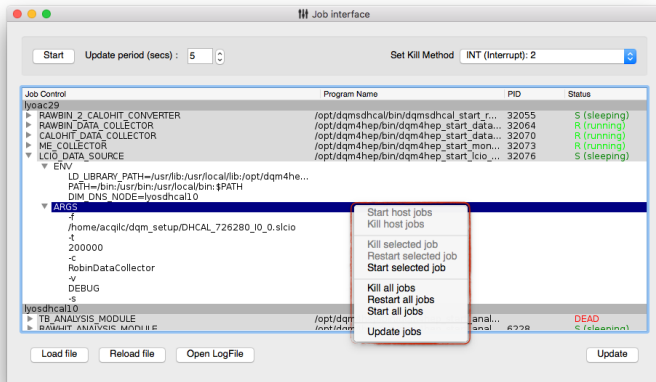 Job interface
Start Update period (secs) : 5 Set Kill Method INT (Interrupt): 2
Job Control Program Name PID Status
lyoac29
RAWBIN_2_CALOHIT_CONVERTER /opt/dqmsdhcal/bin/dqmsdhcal_start_r... 32055 S (sleeping)
RAWBIN_DATA_COLLECTOR /opt/dqm4hep/bin/dqm4hep_start_data... 32064 R (running)
CALOHIT_DATA_COLLECTOR /opt/dqm4hep/bin/dqm4hep_start_data... 32070 R (running)
ME_COLLECTOR /opt/dqm4hep/bin/dqm4hep_start_mon... 32073 R (running)
LCIO_DATA_SOURCE /opt/dqm4hep/bin/dqm4hep_start_lcio_... 32076 S (sleeping)
ENV
LD_LIBRARY_PATH=/usr/lib:/usr/local/lib:/opt/dqm4he...
PATH=/bin:/usr/bin:/usr/local/bin:$PATH
DIM_DNS_NODE=lyosdhcal10
ARGS
-f
/home/acqilc/dqm_setup/DHCAL_726280_I0_0.slcio
-t
200000
-c
RobinDataCollector
-v
DEBUG
-s
Start host jobs
Kill host jobs
Kill selected job
Restart selected job
Start selected job
Kill all jobs
Restart all jobs
Start all jobs
Update jobs
lyosdhcal10
TB_ANALYSIS_MODULE /opt/dqm anal... DEAD
RAWHIT_ANALYSIS_MODULE /opt/dqm anal... 6228 S (sleeping)
Load file Reload file Open LogFile Update